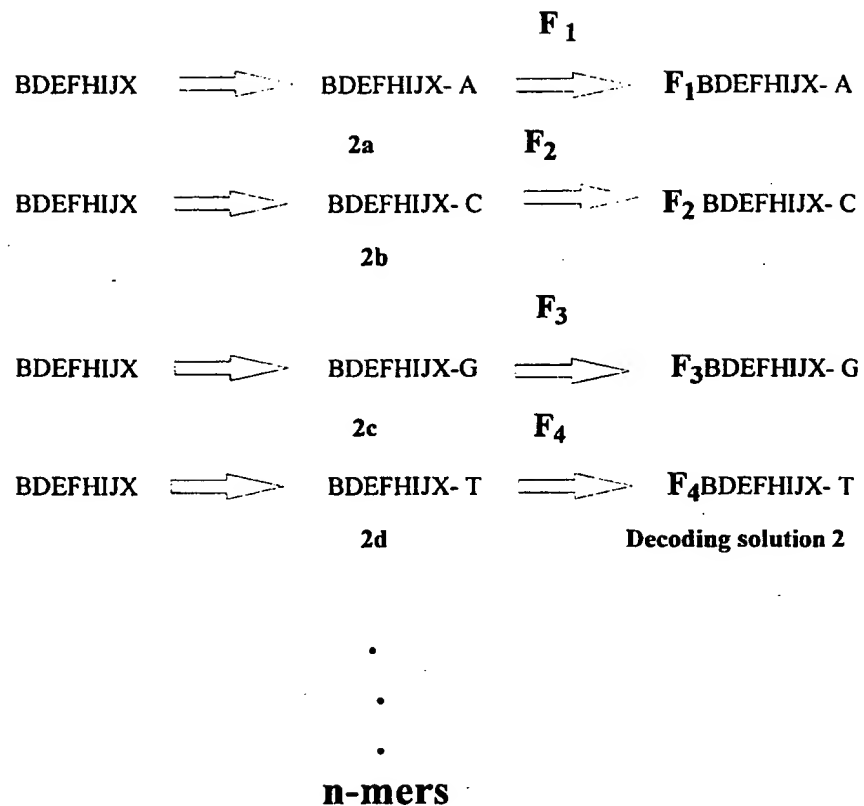 F1
BDEFHIJX BDEFHIJX- A F1BDEFHIJX- A
2a F2
BDEFHIJX BDEFHIJX- C F2 BDEFHIJX- C
2b
F3
BDEFHIJX BDEFHIJX-G F3BDEFHIJX- G
2c F4
BDEFHIJX BDEFHIJX- T F4BDEFHIJX- T
2d Decoding solution 2
n-mers